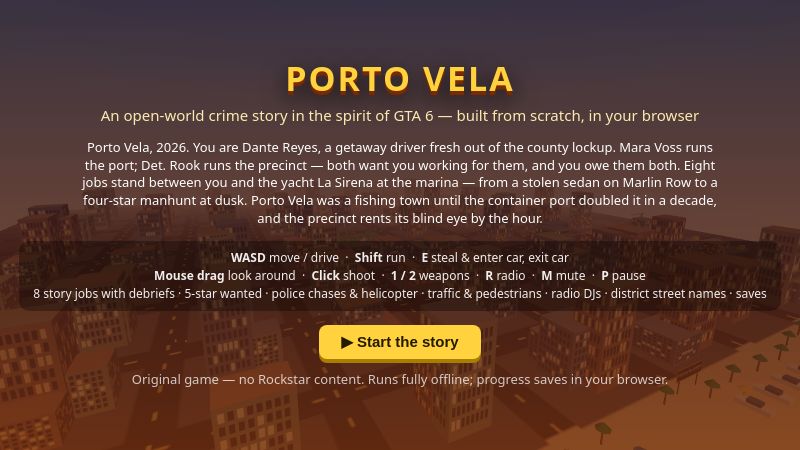 PORTO VELA
An open-world crime story in the spirit of GTA 6 — built from scratch, in your browser
Porto Vela, 2026. You are Dante Reyes, a getaway driver fresh out of the county lockup. Mara Voss runs
the port; Det. Rook runs the precinct — both want you working for them, and you owe them both. Eight
jobs stand between you and the yacht La Sirena at the marina — from a stolen sedan on Marlin Row to a
four-star manhunt at dusk. Porto Vela was a fishing town until the container port doubled it in a decade,
and the precinct rents its blind eye by the hour.
WASD move / drive · Shift run · E steal & enter car, exit car
Mouse drag look around · Click shoot · 1 / 2 weapons · R radio · M mute · P pause
8 story jobs with debriefs · 5-star wanted · police chases & helicopter · traffic & pedestrians · radio DJs · district street names · saves
▶ Start the story
Original game — no Rockstar content. Runs fully offline; progress saves in your browser.